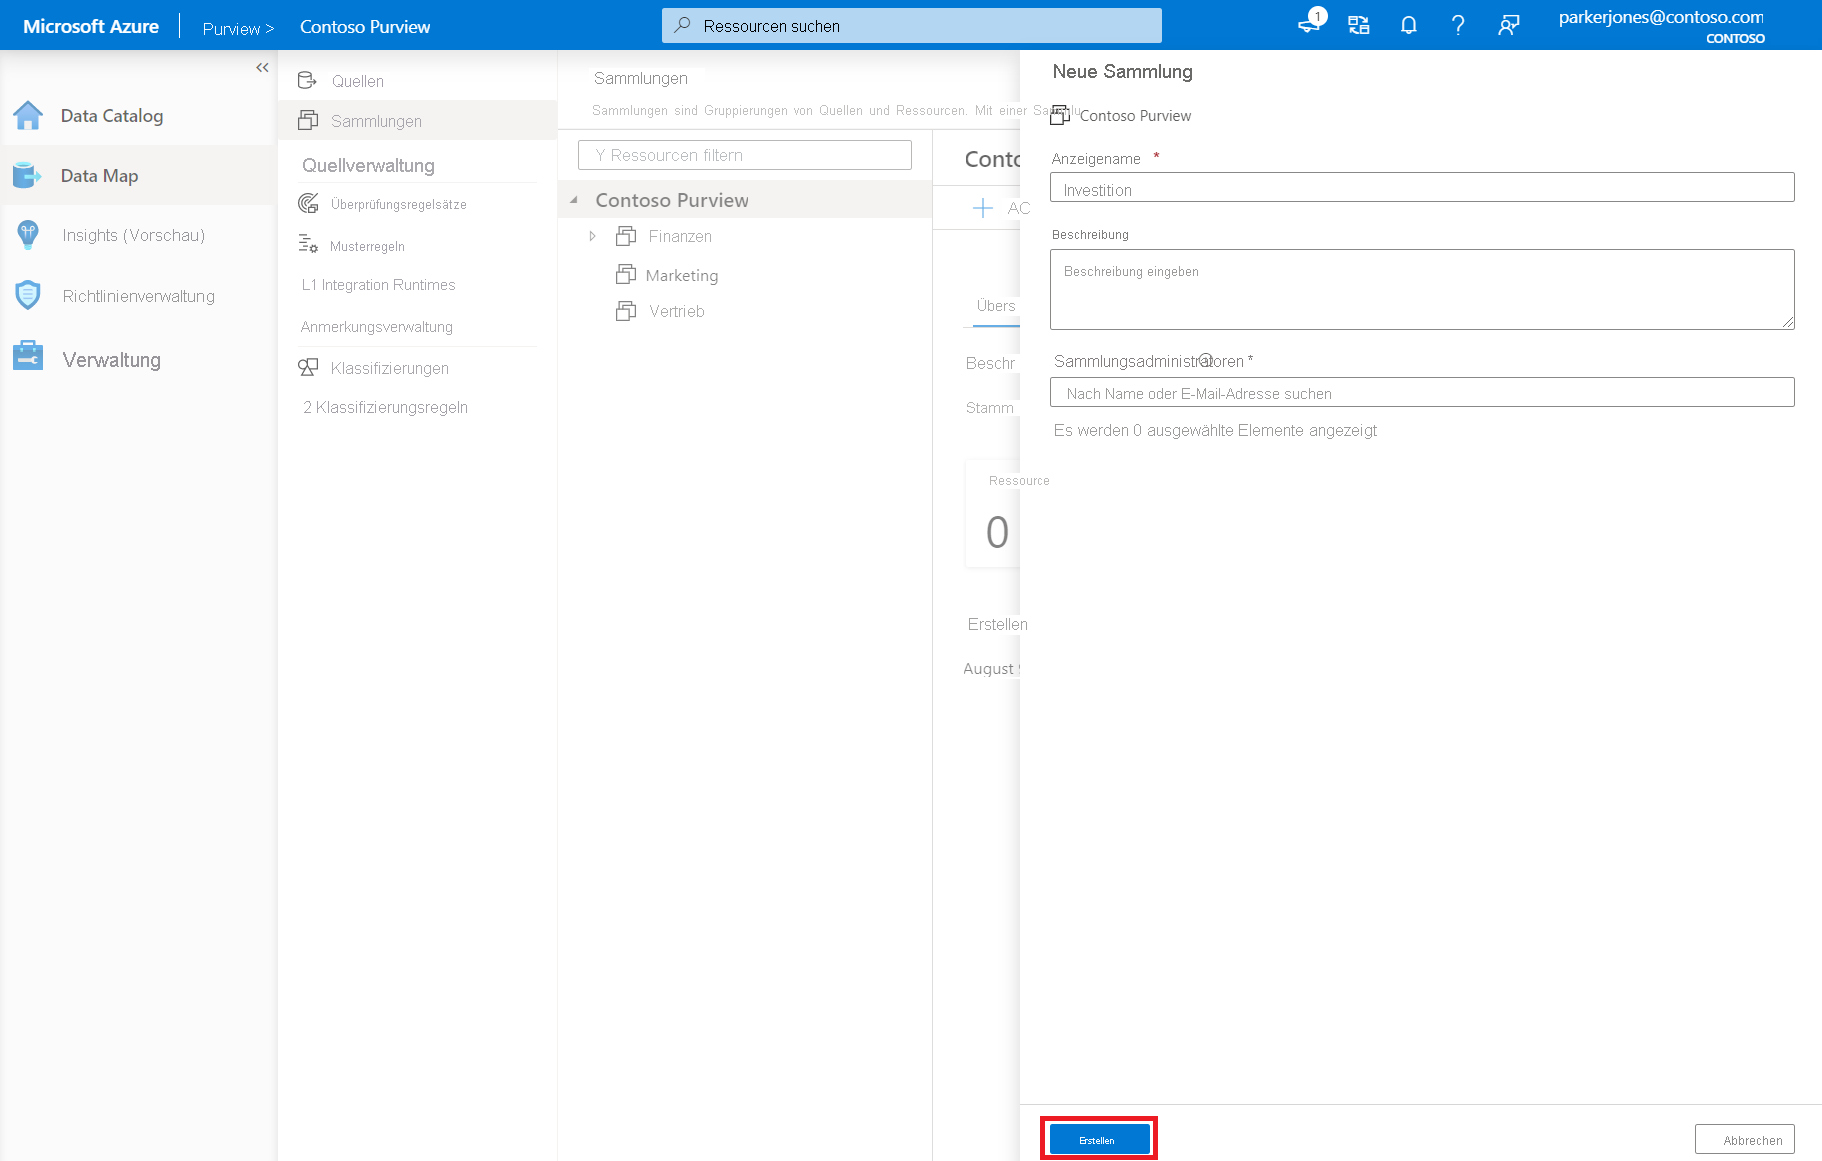 Microsoft Azure
Purview >
Contoso Purview
Ressourcen suchen
1
parkerjones@contoso.com
CONTOSO
Data Catalog
Data Map
Insights (Vorschau)
Richtlinienverwaltung
Verwaltung
Quellen
Sammlungen
Quellverwaltung
Überprüfungsregelsätze
Musterregeln
L1 Integration Runtimes
Anmerkungsverwaltung
Klassifizierungen
2 Klassifizierungsregeln
Sammlungen
Sammlungen sind Gruppierungen von Quellen und Ressourcen. Mit einer Sammlu
Y Ressourcen filtern
Contoso Purview
Finanzen
Marketing
Vertrieb
Conto
AC
Übers
Beschr
Stamm
Ressource
0
Erstellen
August
Neue Sammlung
Contoso Purview
Anzeigename *
Investition
Beschreibung
Beschreibung eingeben
Sammlungsadministratoren *
Nach Name oder E-Mail-Adresse suchen
Es werden 0 ausgewählte Elemente angezeigt
Erstellen
Abbrechen